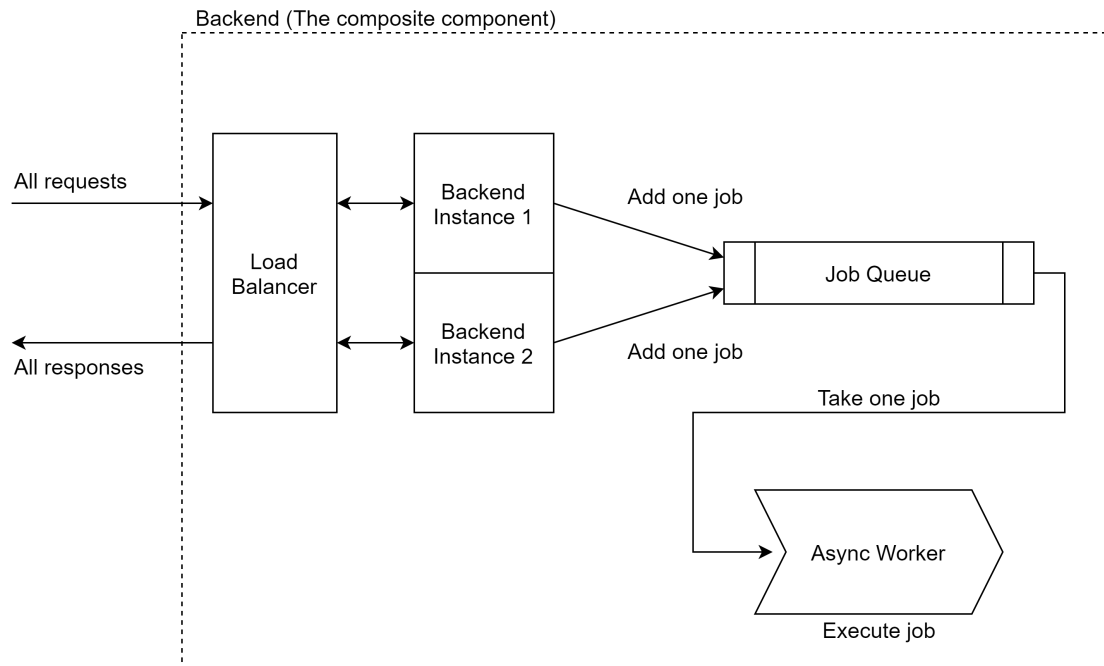 Backend (The composite component)
All requests
All responses
Load
Balancer
Backend
Instance 1
Backend
Instance 2
Add one job
Add one job
Job Queue
Take one job
Async Worker
Execute job